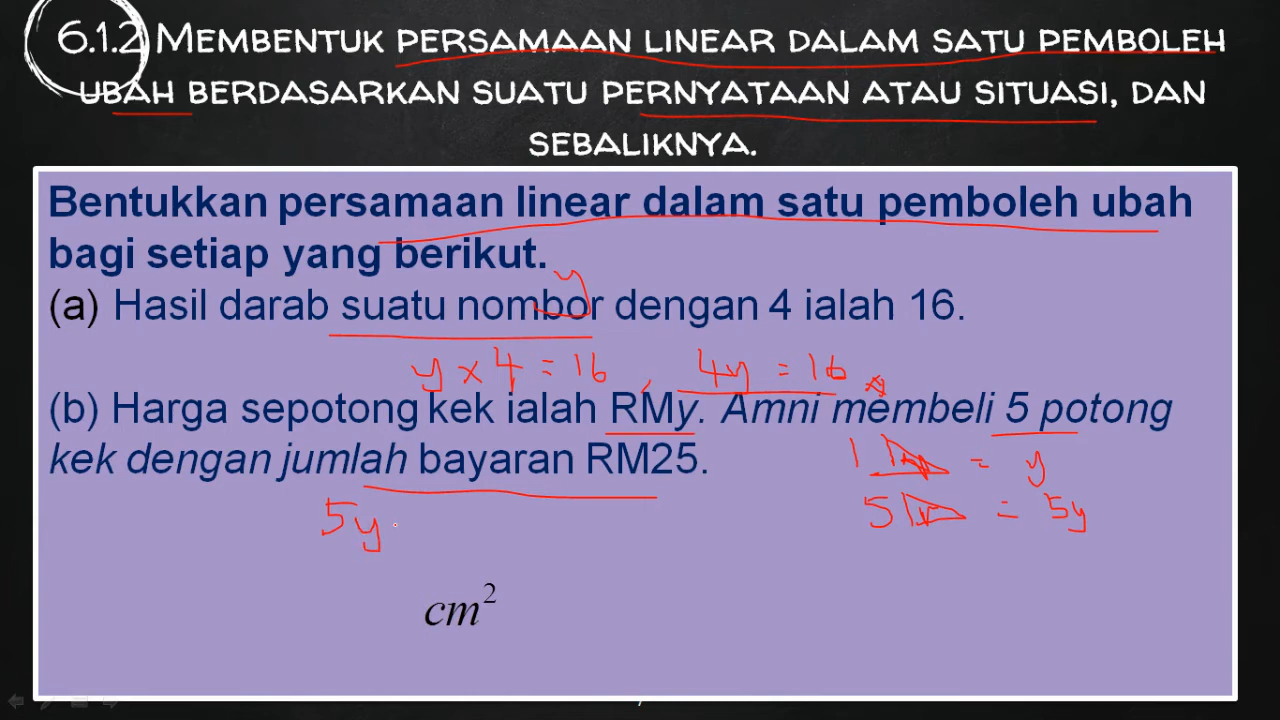 6.1.2 MEMBENTUK PERSAMAAN LINEAR DALAM SATU PEMBOLEH
UBAH BERDASARKAN SUATU PERNYATAAN ATAU SITUASI, DAN
SEBALIKNYA.
Bentukkan persamaan linear dalam satu pemboleh ubah
bagi setiap yang berikut.
y
(a) Hasil darab suatu nombor dengan 4 ialah 16.
y × 4 = 16, 4y = 16
(b) Harga sepotong kek ialah RMy. Amni membeli 5 potong
kek dengan jumlah bayaran RM25.
1 = y
5 = 5y
5y
cm²